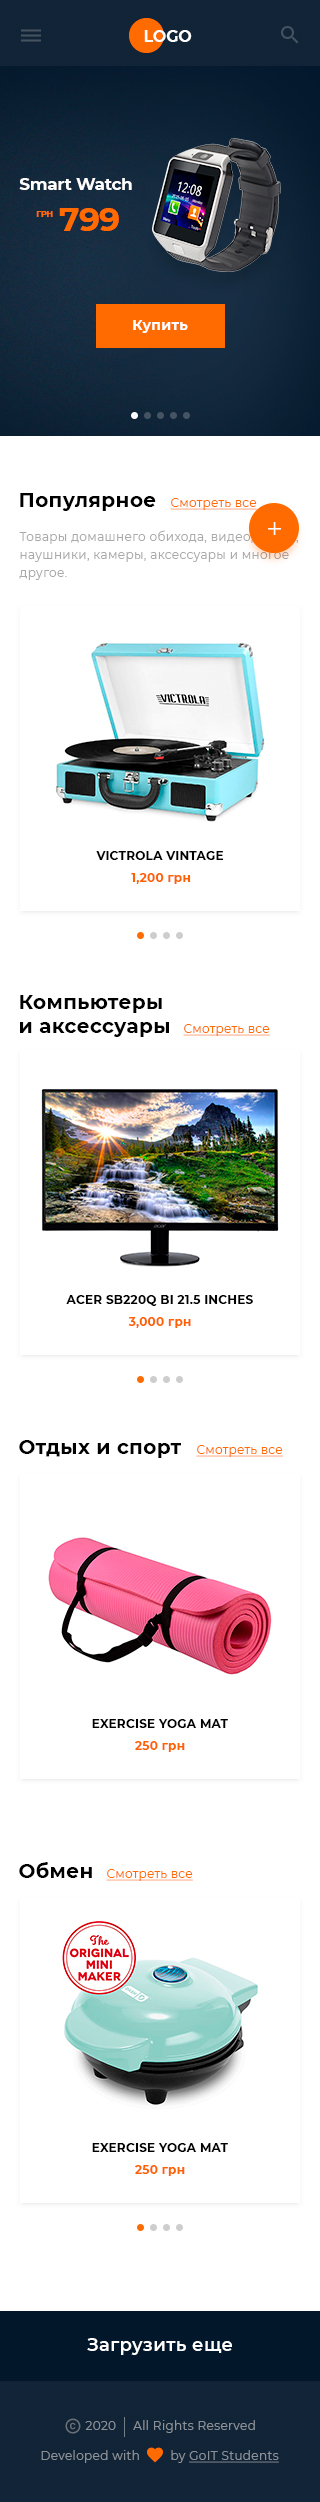 LOGO
Smart Watch
ГРН 799
12:08
Купить
Популярное Смотреть все
Товары домашнего обихода, видео
наушники, камеры, аксессуары и многое
другое.
VICTROLA
VICTROLA VINTAGE
1,200 грн
Компьютеры
и аксессуары Смотреть все
acer
ACER SB220Q BI 21.5 INCHES
3,000 грн
Отдых и спорт Смотреть все
EXERCISE YOGA MAT
250 грн
Обмен Смотреть все
The
ORIGINAL
MINI
MAKER
EXERCISE YOGA MAT
250 грн
Загрузить еще
© 2020 | All Rights Reserved
Developed with by GoIT Students